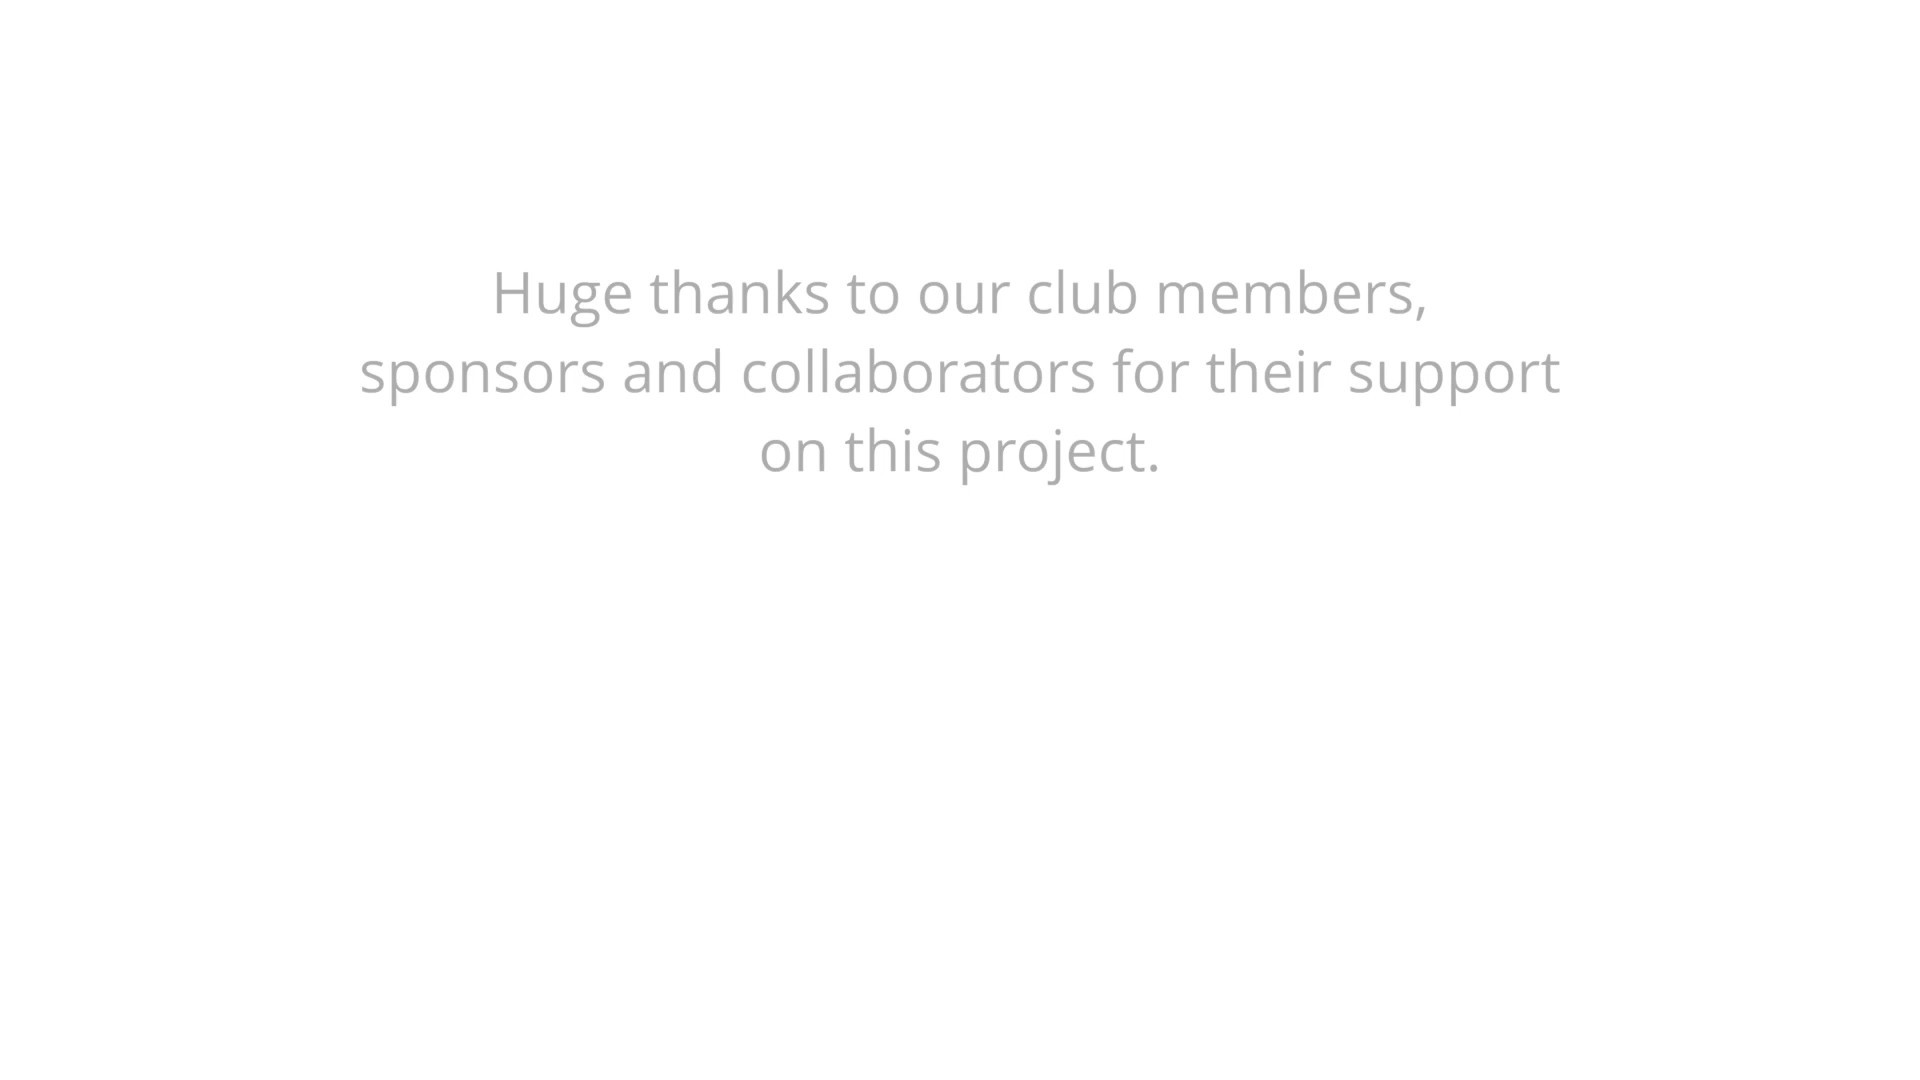 Huge thanks to our club members,
sponsors and collaborators for their support
on this project.